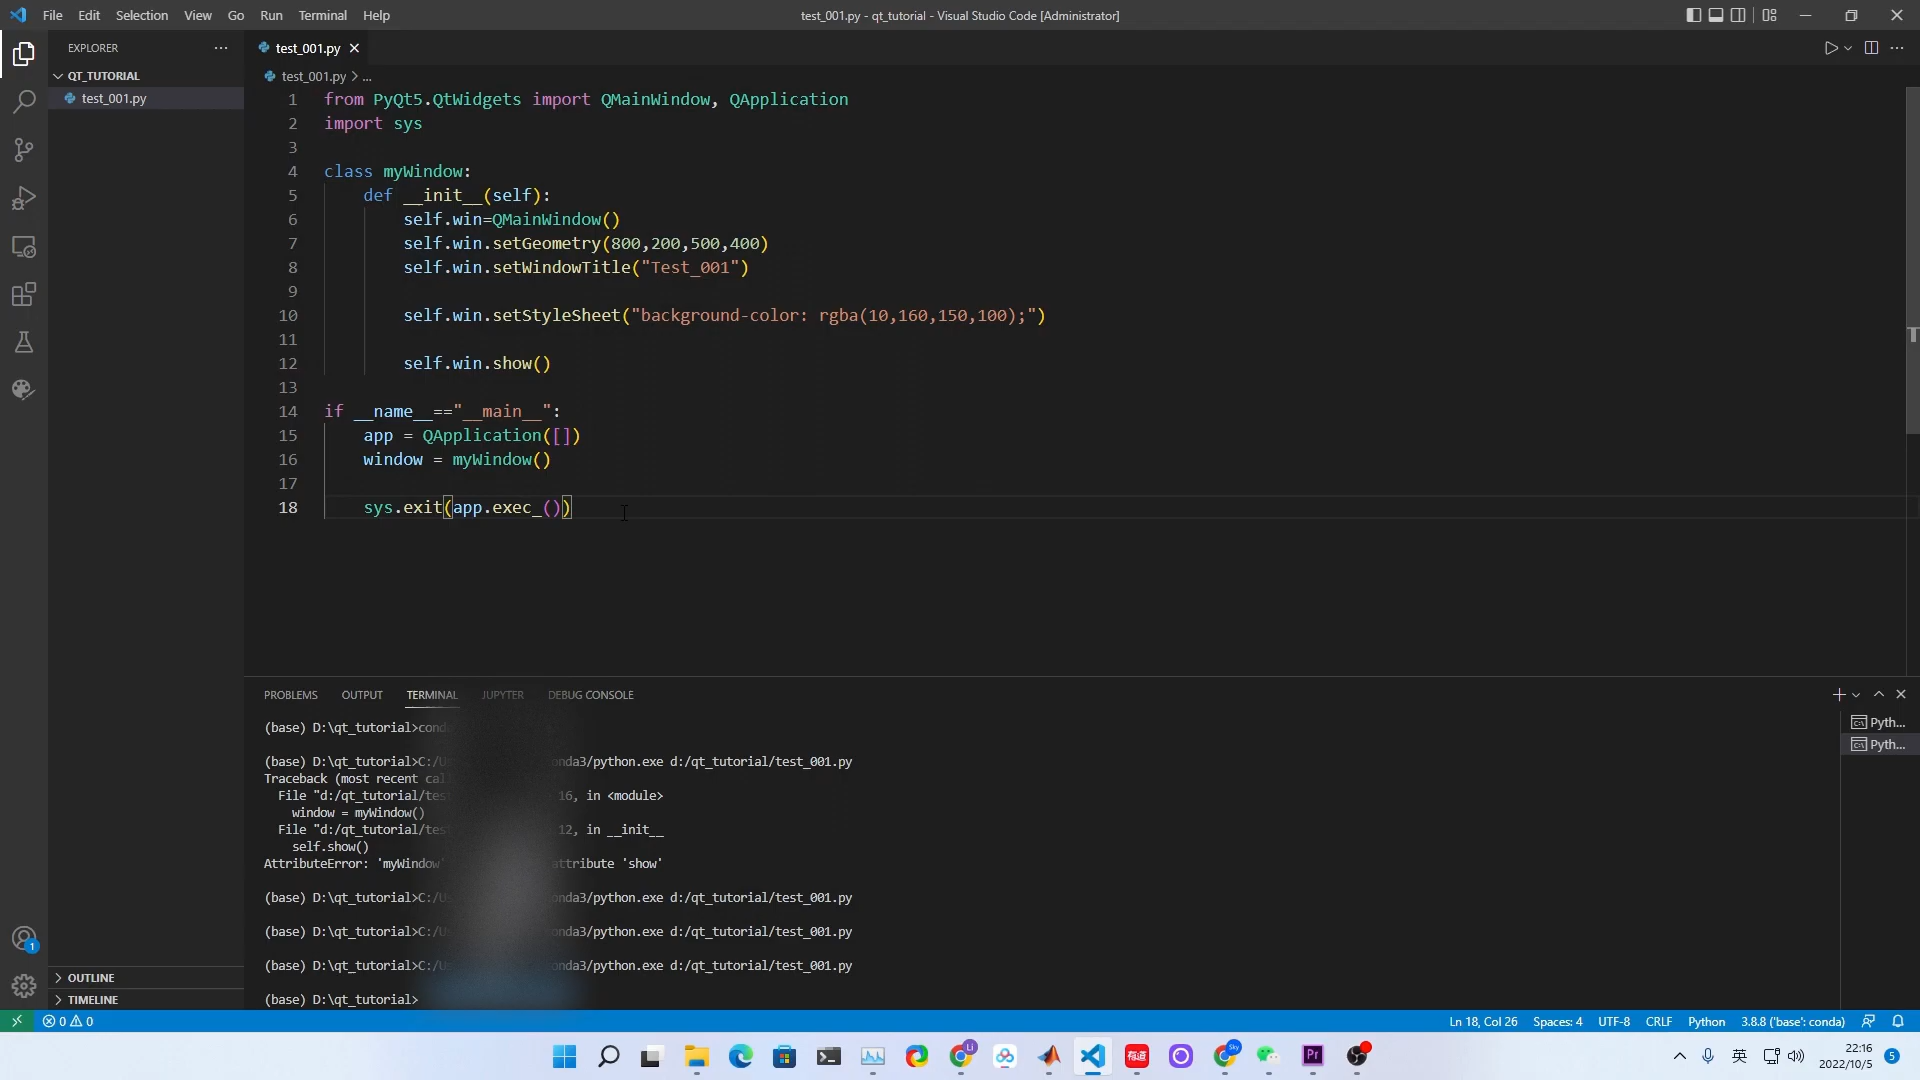 File Edit Selection View Go Run Terminal Help
test_001.py - qt_tutorial - Visual Studio Code [Administrator]
EXPLORER
QT_TUTORIAL
test_001.py
test_001.py
test_001.py > ...
1 from PyQt5.QtWidgets import QMainWindow, QApplication
2 import sys
3
4 class myWindow:
5 def __init__(self):
6 self.win=QMainWindow()
7 self.win.setGeometry(800,200,500,400)
8 self.win.setWindowTitle("Test_001")
9
10 self.win.setStyleSheet("background-color: rgba(10,160,150,100);")
11
12 self.win.show()
13
14 if __name__=="__main__":
15 app = QApplication([])
16 window = myWindow()
17
18 sys.exit(app.exec_())
PROBLEMS OUTPUT TERMINAL JUPYTER DEBUG CONSOLE
(base) D:\qt_tutorial>
(base) D:\qt_tutorial>C:/ /python.exe d:/qt_tutorial/test_001.py
Traceback (most recent
File "d:/qt_tutorial/ 16, in <module>
window = myWindow()
File "d:/qt_tutorial/ 12, in __init__
self.show()
AttributeError: 'myWindow' attribute 'show'
(base) D:\qt_tutorial>C:/ /python.exe d:/qt_tutorial/test_001.py
(base) D:\qt_tutorial>C:/ /python.exe d:/qt_tutorial/test_001.py
(base) D:\qt_tutorial>C:/ /python.exe d:/qt_tutorial/test_001.py
(base) D:\qt_tutorial>
Pyth...
Pyth...
OUTLINE
TIMELINE
1
0 0
Ln 18, Col 26 Spaces: 4 UTF-8 CRLF Python 3.8.8 ('base': conda)
Li
有道
Sky
Pr
英
22:16
2022/10/5
5